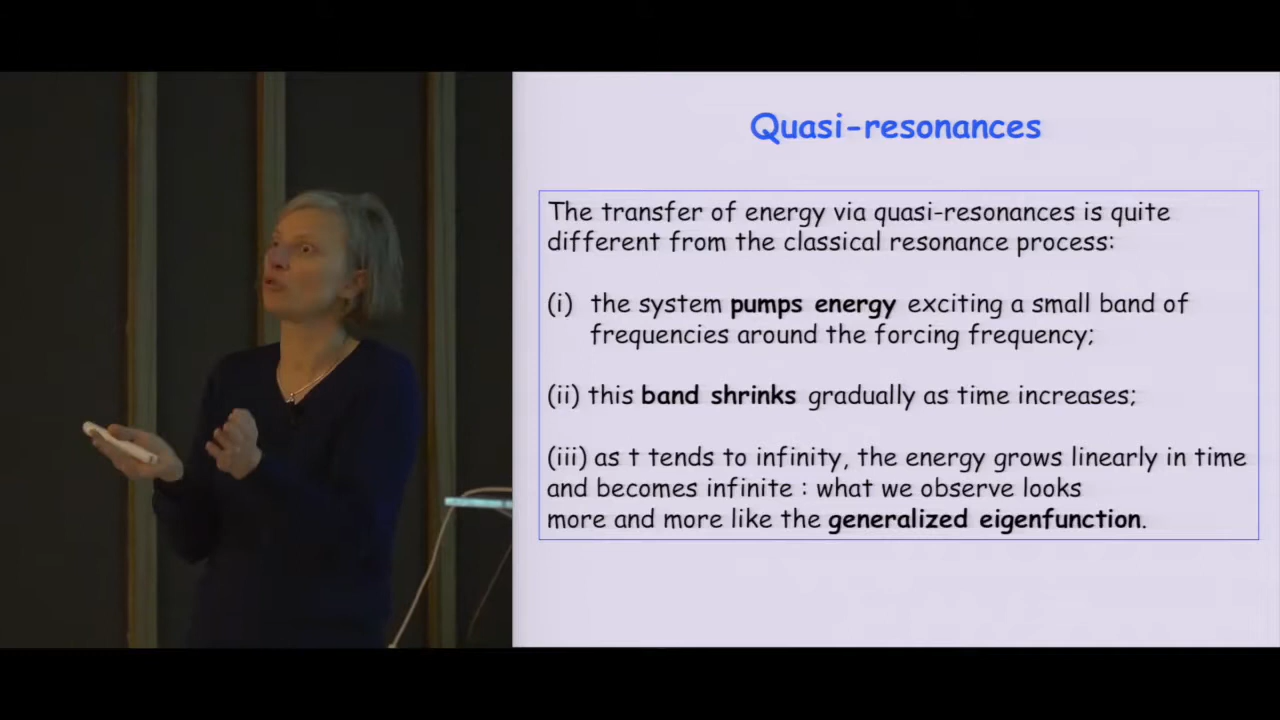 Quasi-resonances
The transfer of energy via quasi-resonances is quite
different from the classical resonance process:
(i) the system pumps energy exciting a small band of
frequencies around the forcing frequency;
(ii) this band shrinks gradually as time increases;
(iii) as t tends to infinity, the energy grows linearly in time
and becomes infinite : what we observe looks
more and more like the generalized eigenfunction.